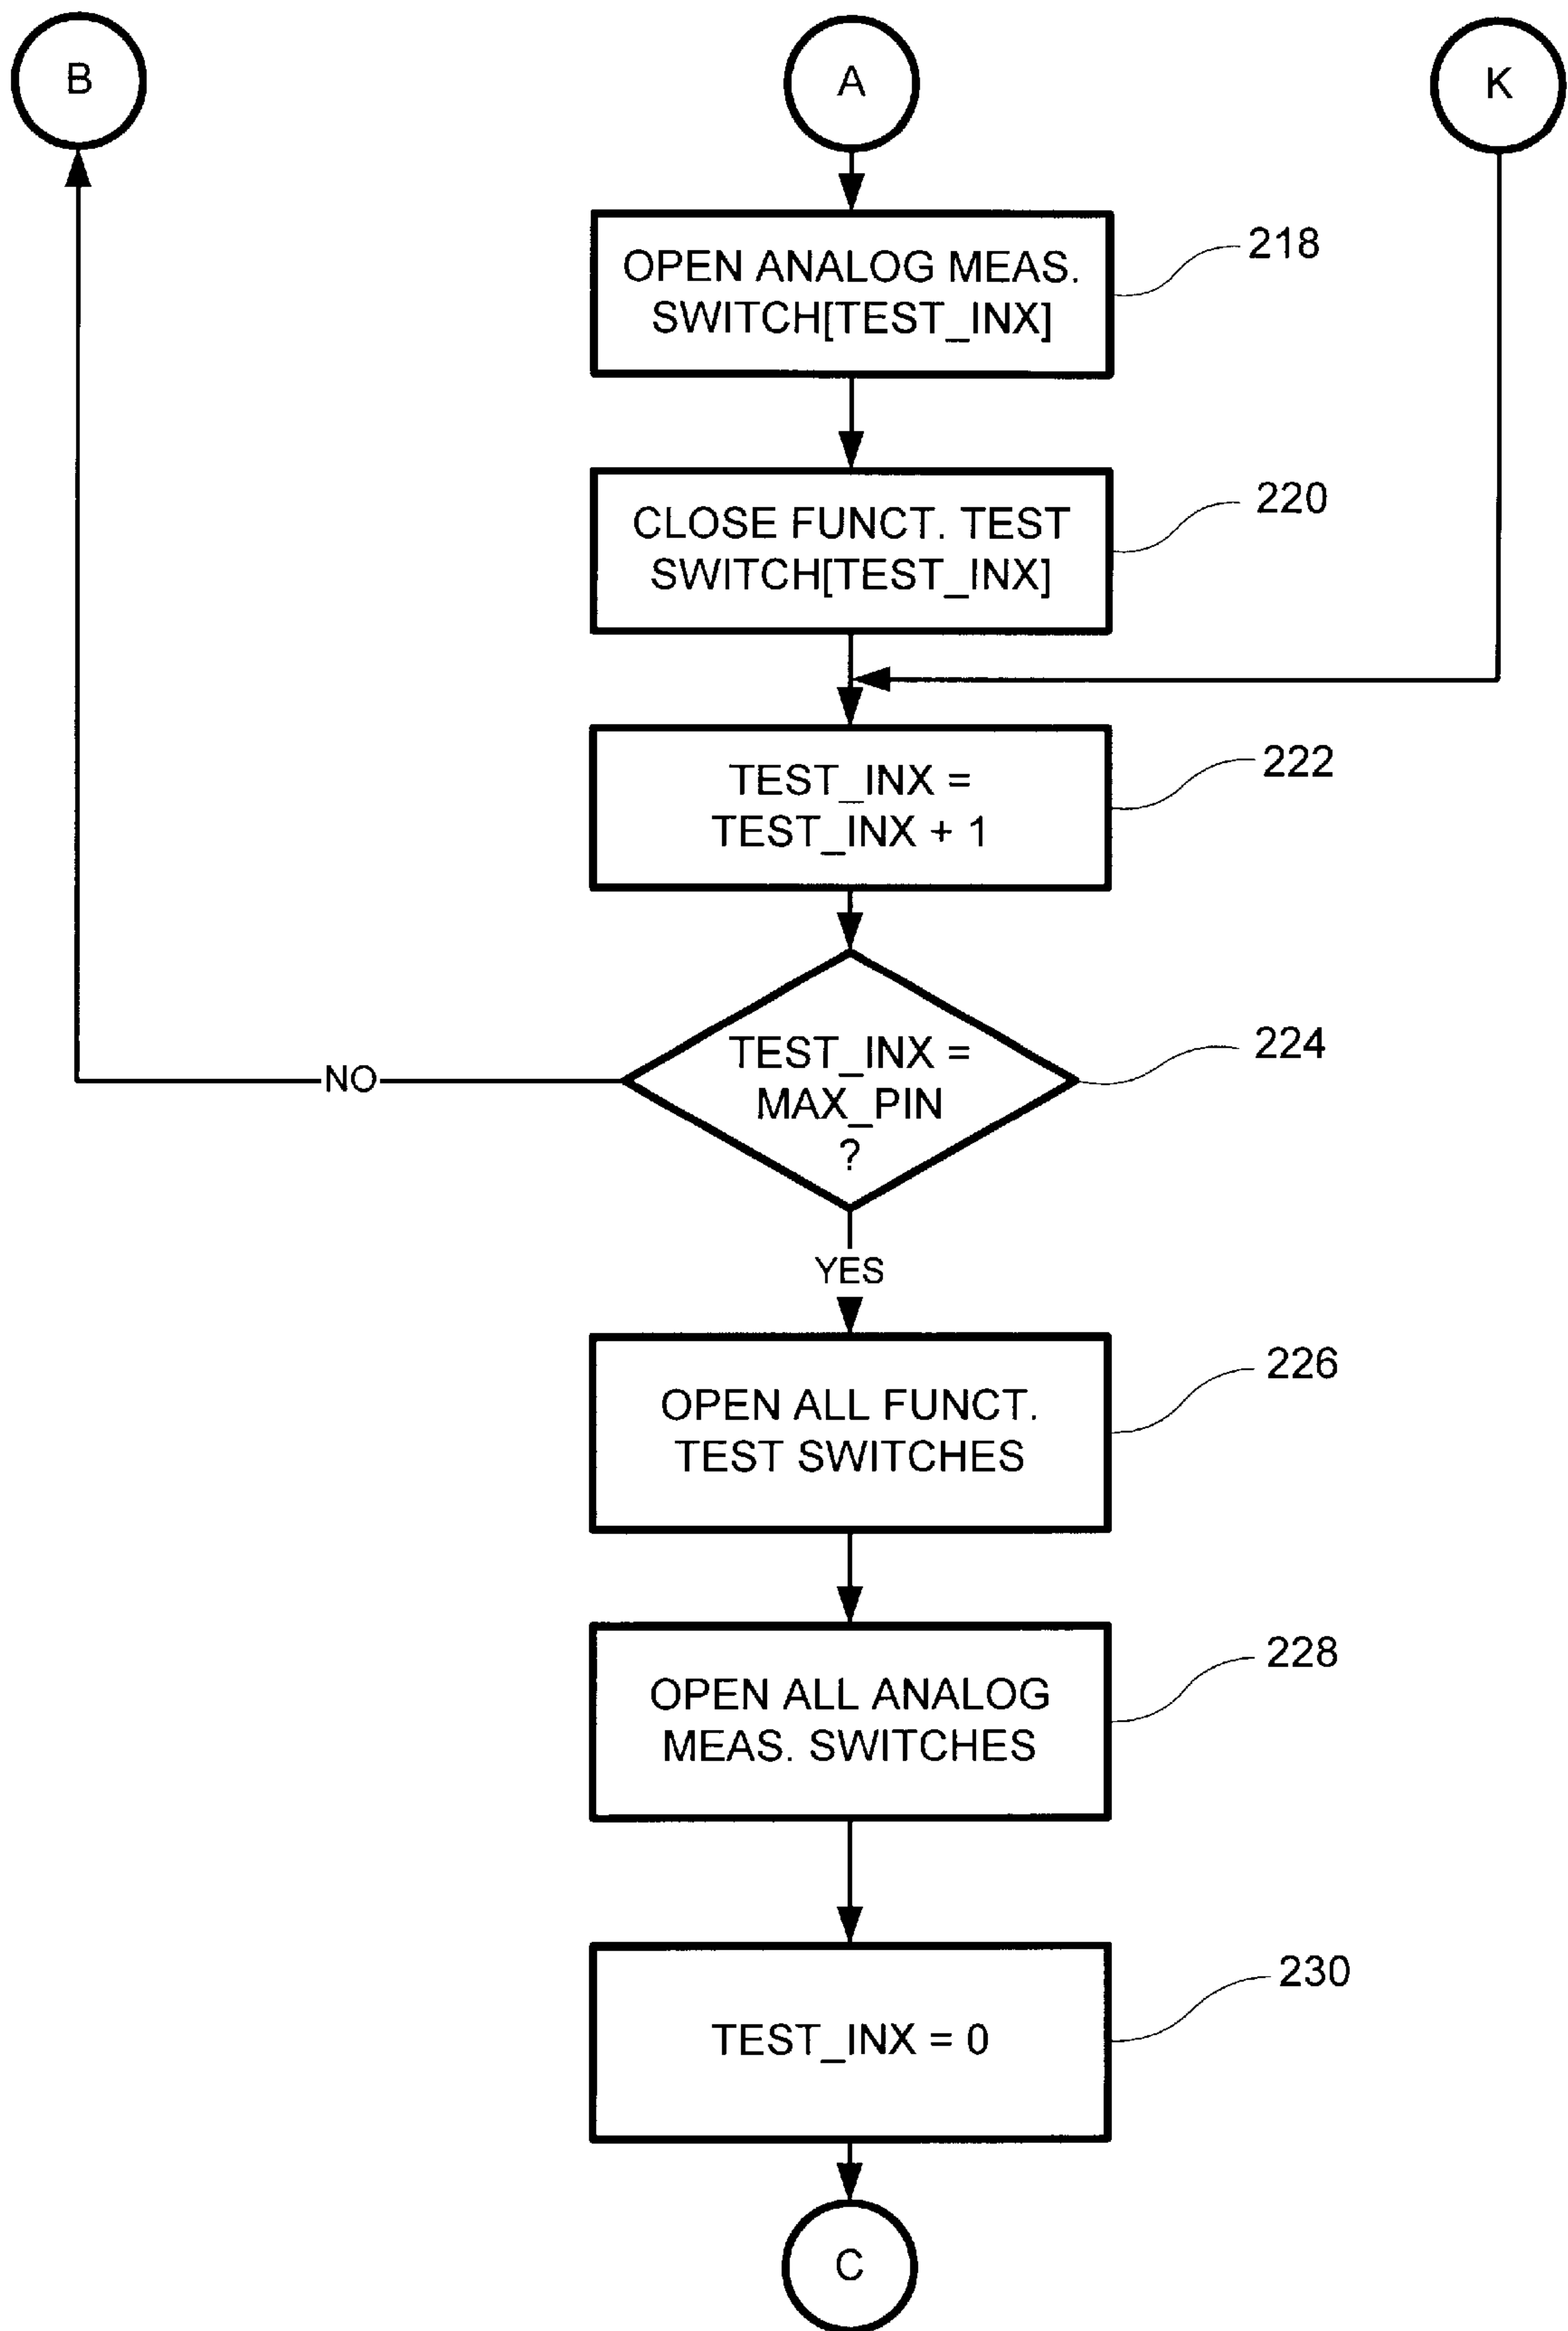 B
A
K
OPEN ANALOG MEAS.
SWITCH[TEST_INX]
218
CLOSE FUNCT. TEST
SWITCH[TEST_INX]
220
TEST_INX =
TEST_INX + 1
222
TEST_INX =
MAX_PIN
?
224
NO
YES
OPEN ALL FUNCT.
TEST SWITCHES
226
OPEN ALL ANALOG
MEAS. SWITCHES
228
TEST_INX = 0
230
C